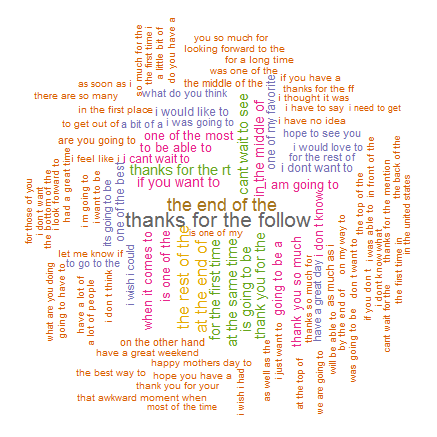 you so much for
looking forward to the
for a long time
was one of the
the middle of the
so much for the
the first time i
a little bit of
do you have a
as soon as i
there are so many
what do you think
in the first place
i would like to
to get out of
a bit of a
i was going to
one of the most
are you going to
to be able to
i feel like i
i cant wait to
thanks for the rt
if you want to
cant wait to see
in the middle of
one of my favorite
if you have a
thanks for the ff
i thought it was
i have to say
i need to get
i have no idea
hope to see you
i would love to
for the rest of
i dont want to
i am going to
for those of you
i don t want
the bottom of the
i look forward to
had a great time
i m going to
i want to be
its going to be
one of the best
the end of the
thanks for the follow
is one of my
let me know if
to go to the
what are you doing
going to have to
have a lot of
a lot of people
i don t think
i wish i could
when it comes to
is one of the
the rest of the
at the end of
for the first time
at the same time
is going to be
thank you for the
going to be a
i just want to
thank you so much
i don t know
thanks so much for
have a great day
will be able to
as much as i
by the end of
on my way to
was going to be
i don t want to
the top of the
if you don t
i was able to
in front of the
i dont know what
cant wait for the
thanks for the mention
the first time in
the back of the
in the united states
on the other hand
have a great weekend
happy mothers day to
the best way to
hope you have a
thank you for your
that awkward moment when
most of the time
i wish i had
as well as the
at the top of
we are going to